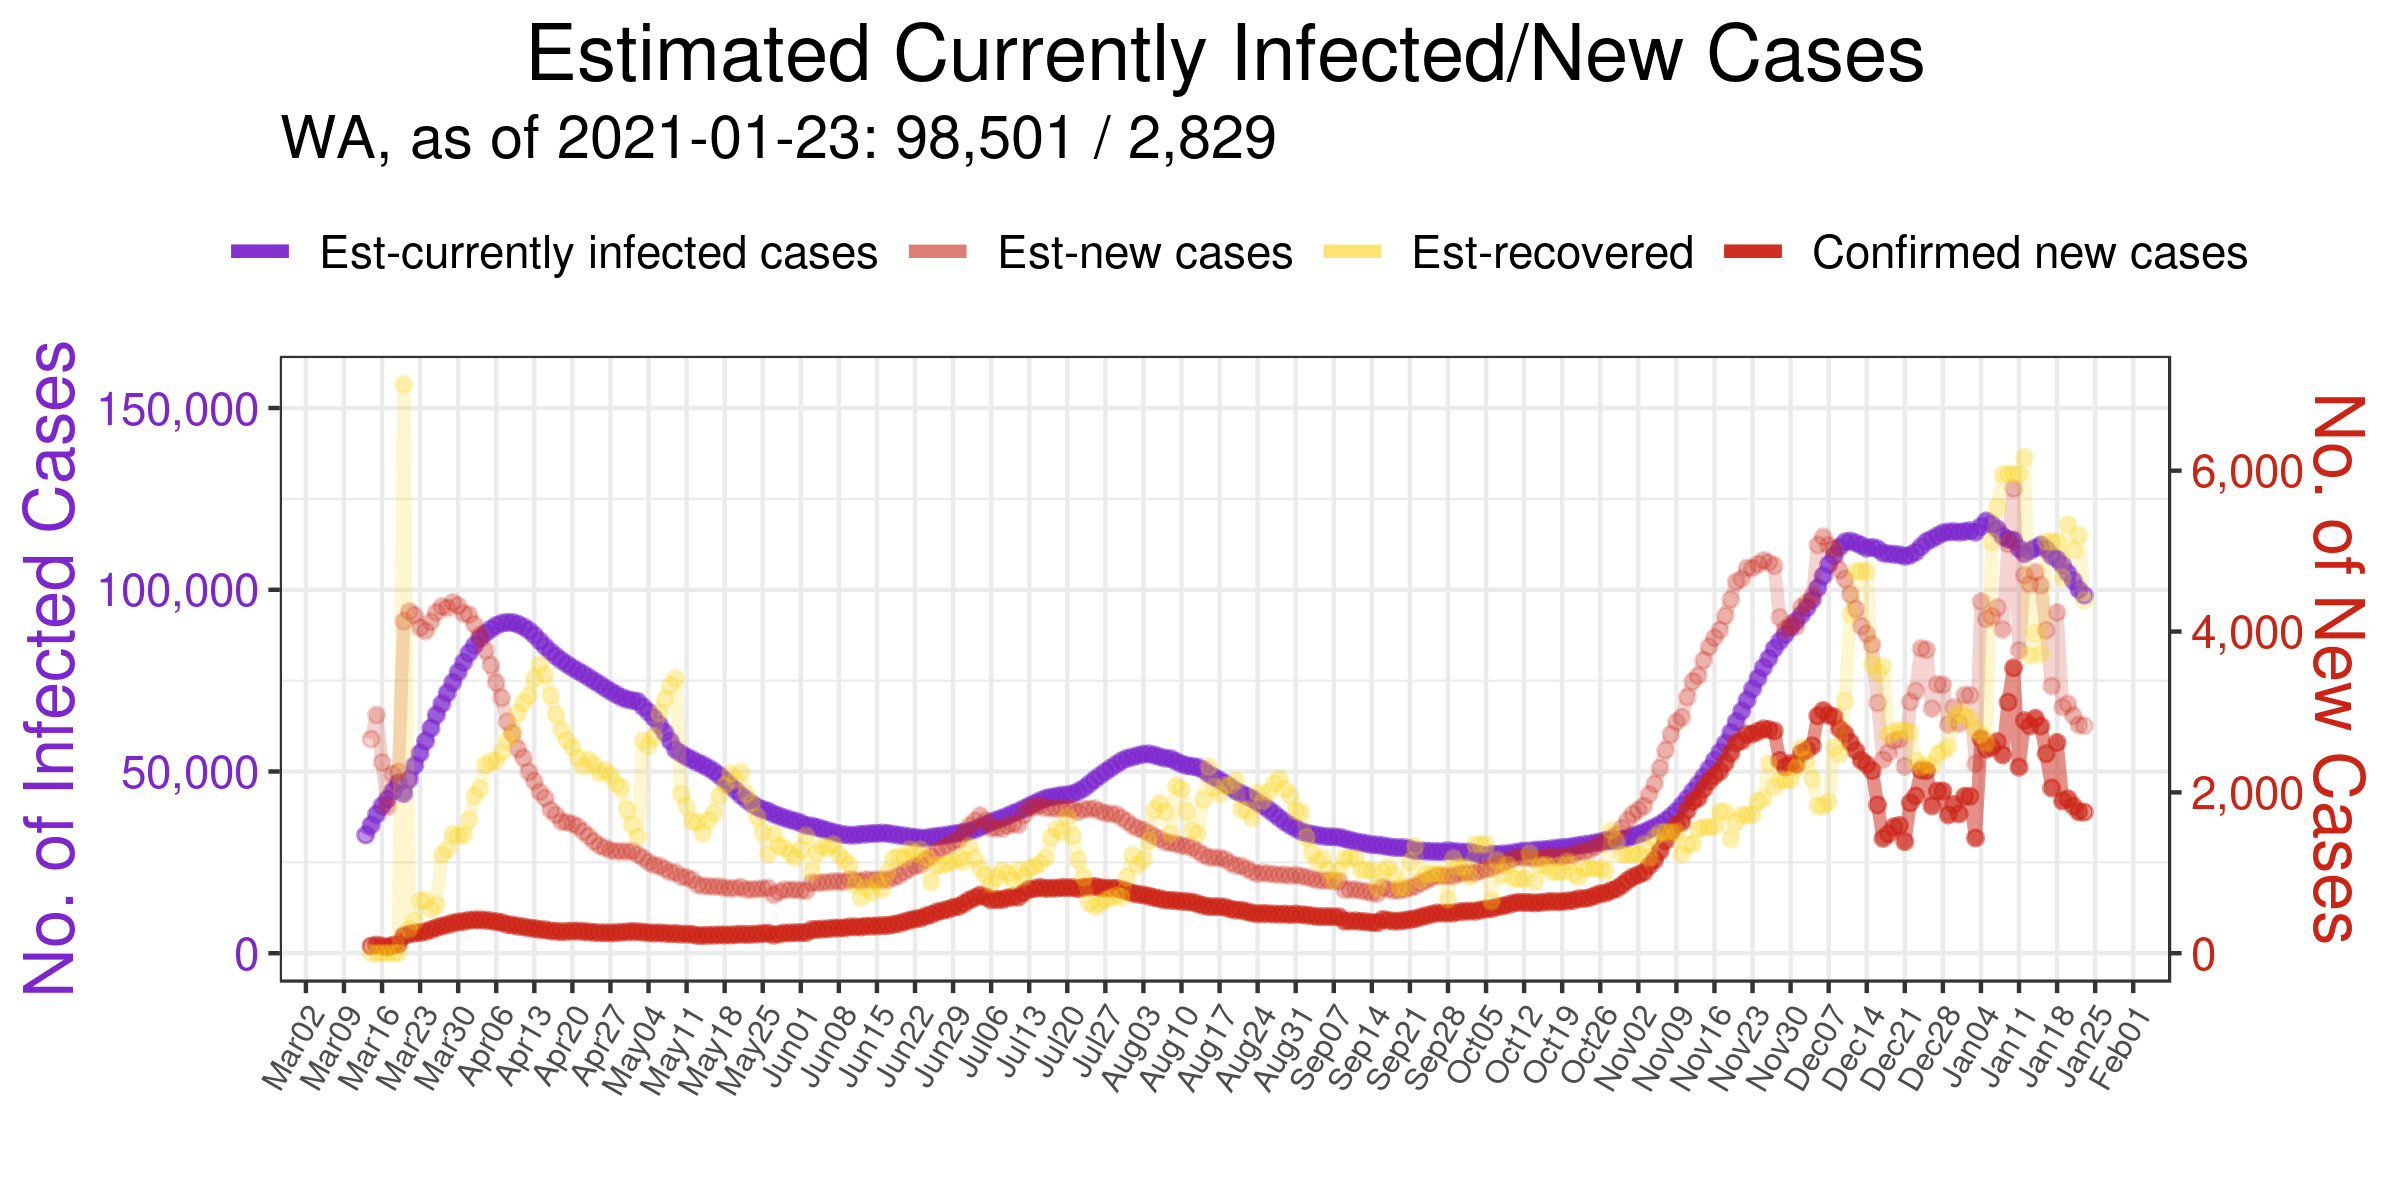 Estimated Currently Infected/New Cases
WA, as of 2021-01-23: 98,501 / 2,829
Est-currently infected cases Est-new cases Est-recovered Confirmed new cases
No. of Infected Cases
150,000
100,000
50,000
0
6,000
4,000
2,000
0
No. of New Cases
Mar02 Mar09 Mar16 Mar23 Mar30 Apr06 Apr13 Apr20 Apr27 May04 May11 May18 May25 Jun01 Jun08 Jun15 Jun22 Jun29 Jul06 Jul13 Jul20 Jul27 Aug03 Aug10 Aug17 Aug24 Aug31 Sep07 Sep14 Sep21 Sep28 Oct05 Oct12 Oct19 Oct26 Nov02 Nov09 Nov16 Nov23 Nov30 Dec07 Dec14 Dec21 Dec28 Jan04 Jan11 Jan18 Jan25 Feb01